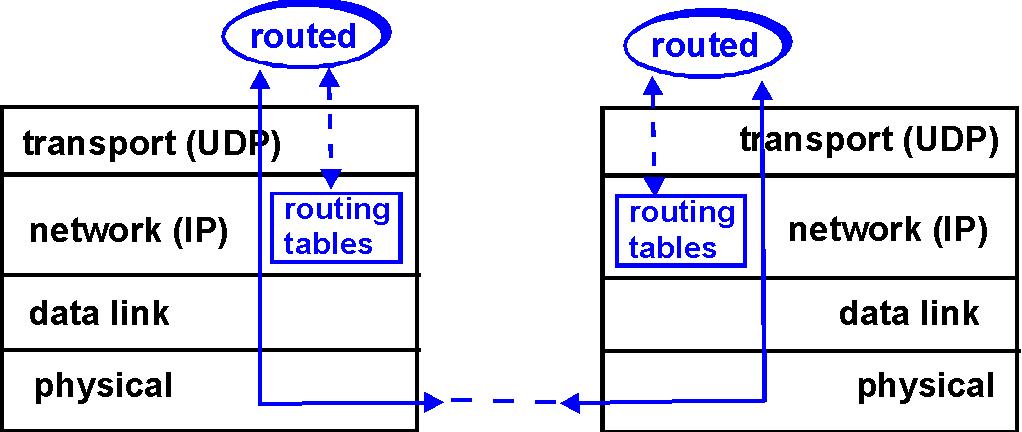 routed
routed
transport (UDP)
transport (UDP)
network (IP)
routing
tables
routing
tables
network (IP)
data link
data link
physical
physical